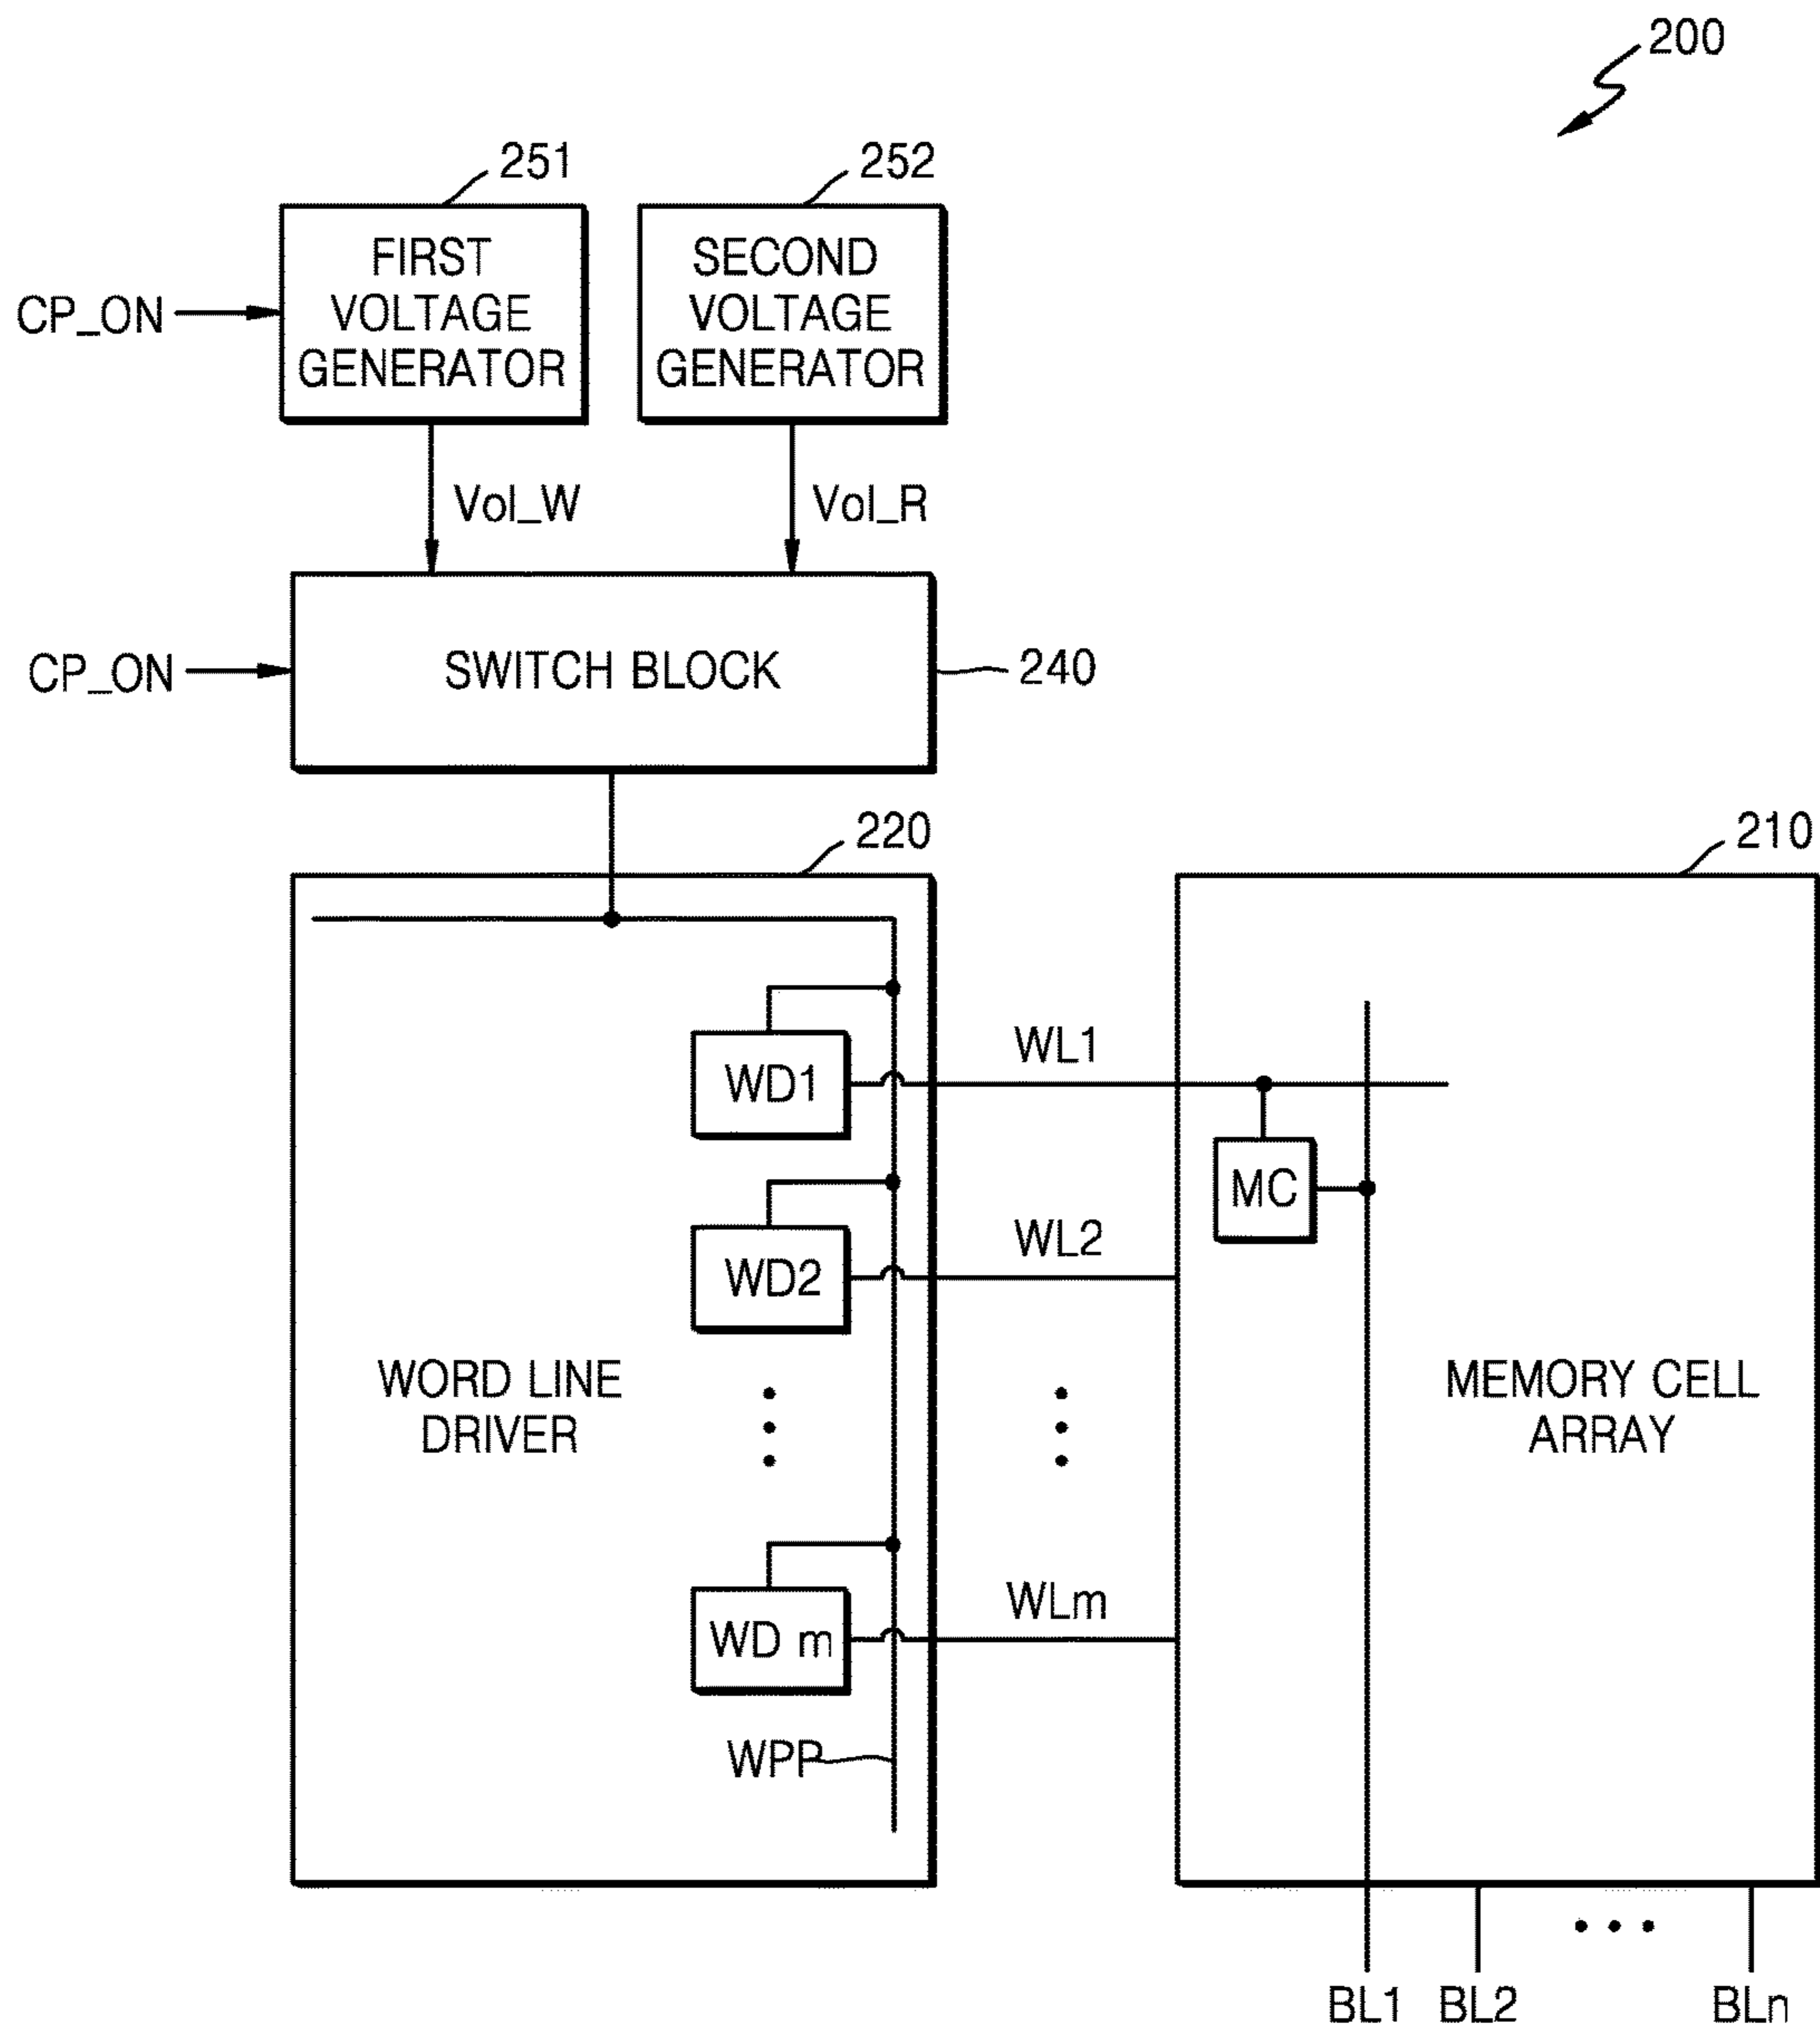 200
251
252
FIRST
VOLTAGE
GENERATOR
SECOND
VOLTAGE
GENERATOR
CP_ON
Vol_W
Vol_R
CP_ON
SWITCH BLOCK
240
220
210
WD1
WL1
MC
WD2
WL2
WORD LINE
DRIVER
MEMORY CELL
ARRAY
WD m
WLm
WPP
BL1
BL2
BLn